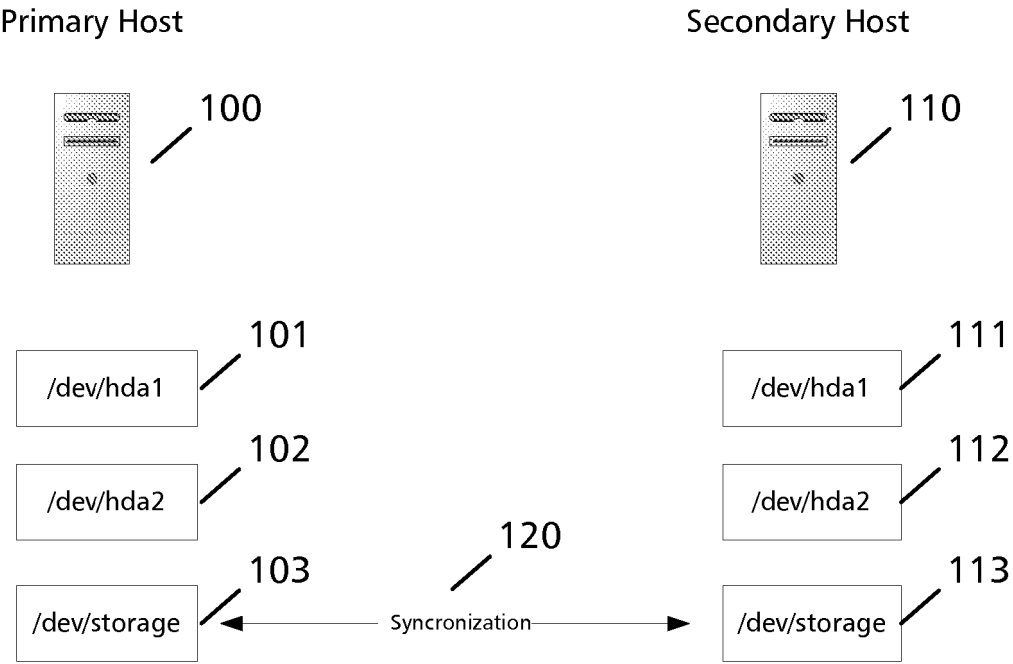 Primary Host
Secondary Host
100
110
101
111
/dev/hda1
/dev/hda1
102
112
/dev/hda2
/dev/hda2
120
103
113
/dev/storage
Syncronization
/dev/storage